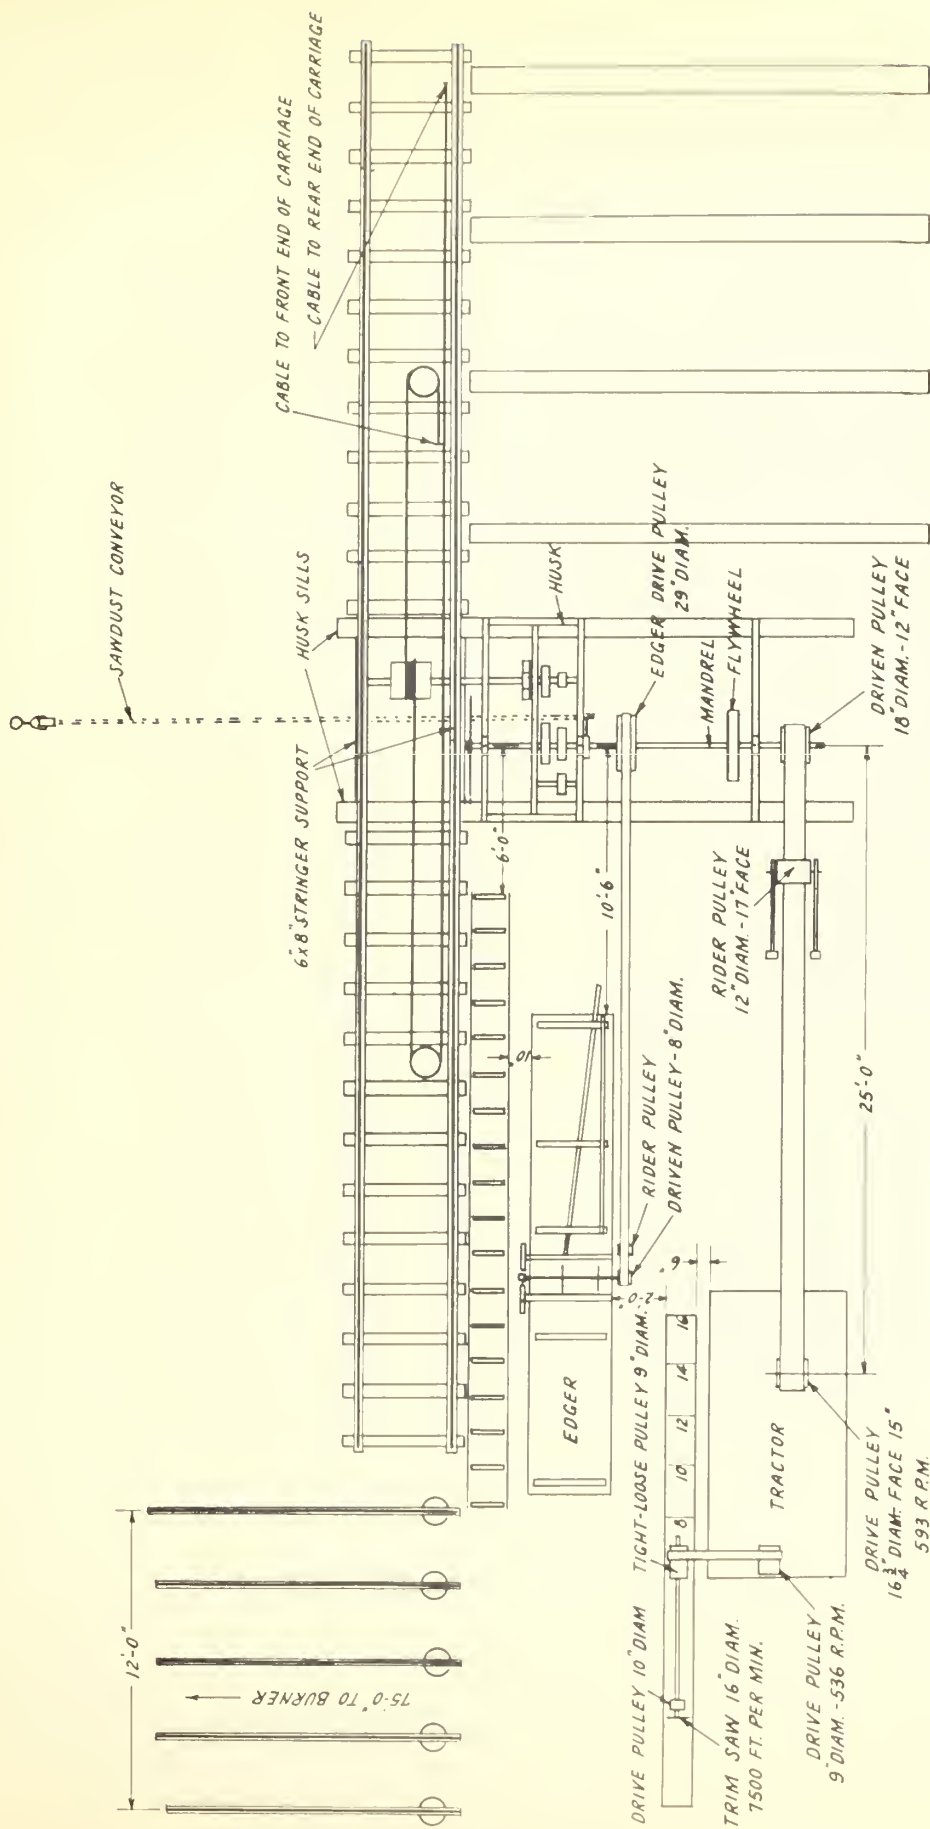 SAWDUST CONVEYOR
CABLE TO FRONT END OF CARRIAGE
CABLE TO REAR END OF CARRIAGE
HUSK SILLS
6x8" STRINGER SUPPORT
12'-0"
75'-0" TO BURNER
6'-0"
10"
10'-6"
HUSK
EDGER DRIVE PULLEY
29" DIAM.
MANDREL
FLYWHEEL
DRIVEN PULLEY
18" DIAM.-12" FACE
RIDER PULLEY
12" DIAM.-17" FACE
25'-0"
RIDER PULLEY
DRIVEN PULLEY-8" DIAM.
EDGER
2'-0"
6"
TIGHT-LOOSE PULLEY 9" DIAM.
8 10 12 14 16
TRACTOR
DRIVE PULLEY 10" DIAM
TRIM SAW 16" DIAM.
7500 FT. PER MIN.
DRIVE PULLEY
9" DIAM.-536 R.P.M.
DRIVE PULLEY
16 3/4" DIAM. FACE 15"
593 R.P.M.